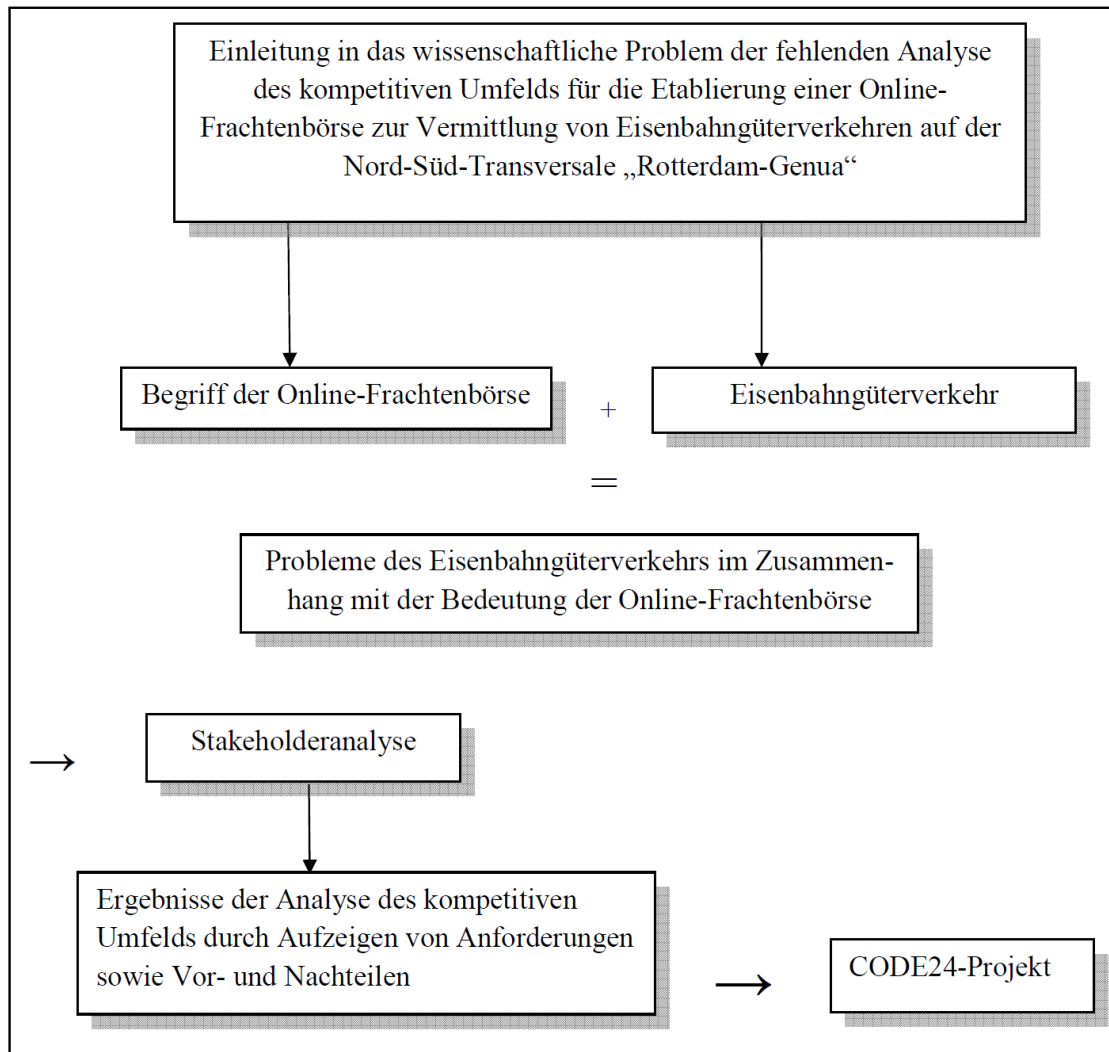 Einleitung in das wissenschaftliche Problem der fehlenden Analyse
des kompetitiven Umfelds für die Etablierung einer Online-
Frachtenbörse zur Vermittlung von Eisenbahngüterverkehren auf der
Nord-Süd-Transversale „Rotterdam-Genua“
Begriff der Online-Frachtenbörse
+
Eisenbahngüterverkehr
=
Probleme des Eisenbahngüterverkehrs im Zusammen-
hang mit der Bedeutung der Online-Frachtenbörse
→
Stakeholderanalyse
Ergebnisse der Analyse des kompetitiven
Umfelds durch Aufzeigen von Anforderungen
sowie Vor- und Nachteilen
→
CODE24-Projekt